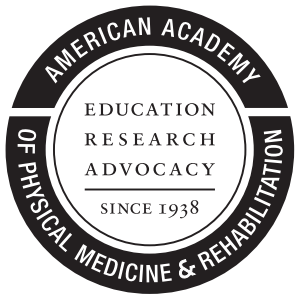 AMERICAN ACADEMY
OF PHYSICAL MEDICINE & REHABILITATION
EDUCATION
RESEARCH
ADVOCACY
SINCE 1938